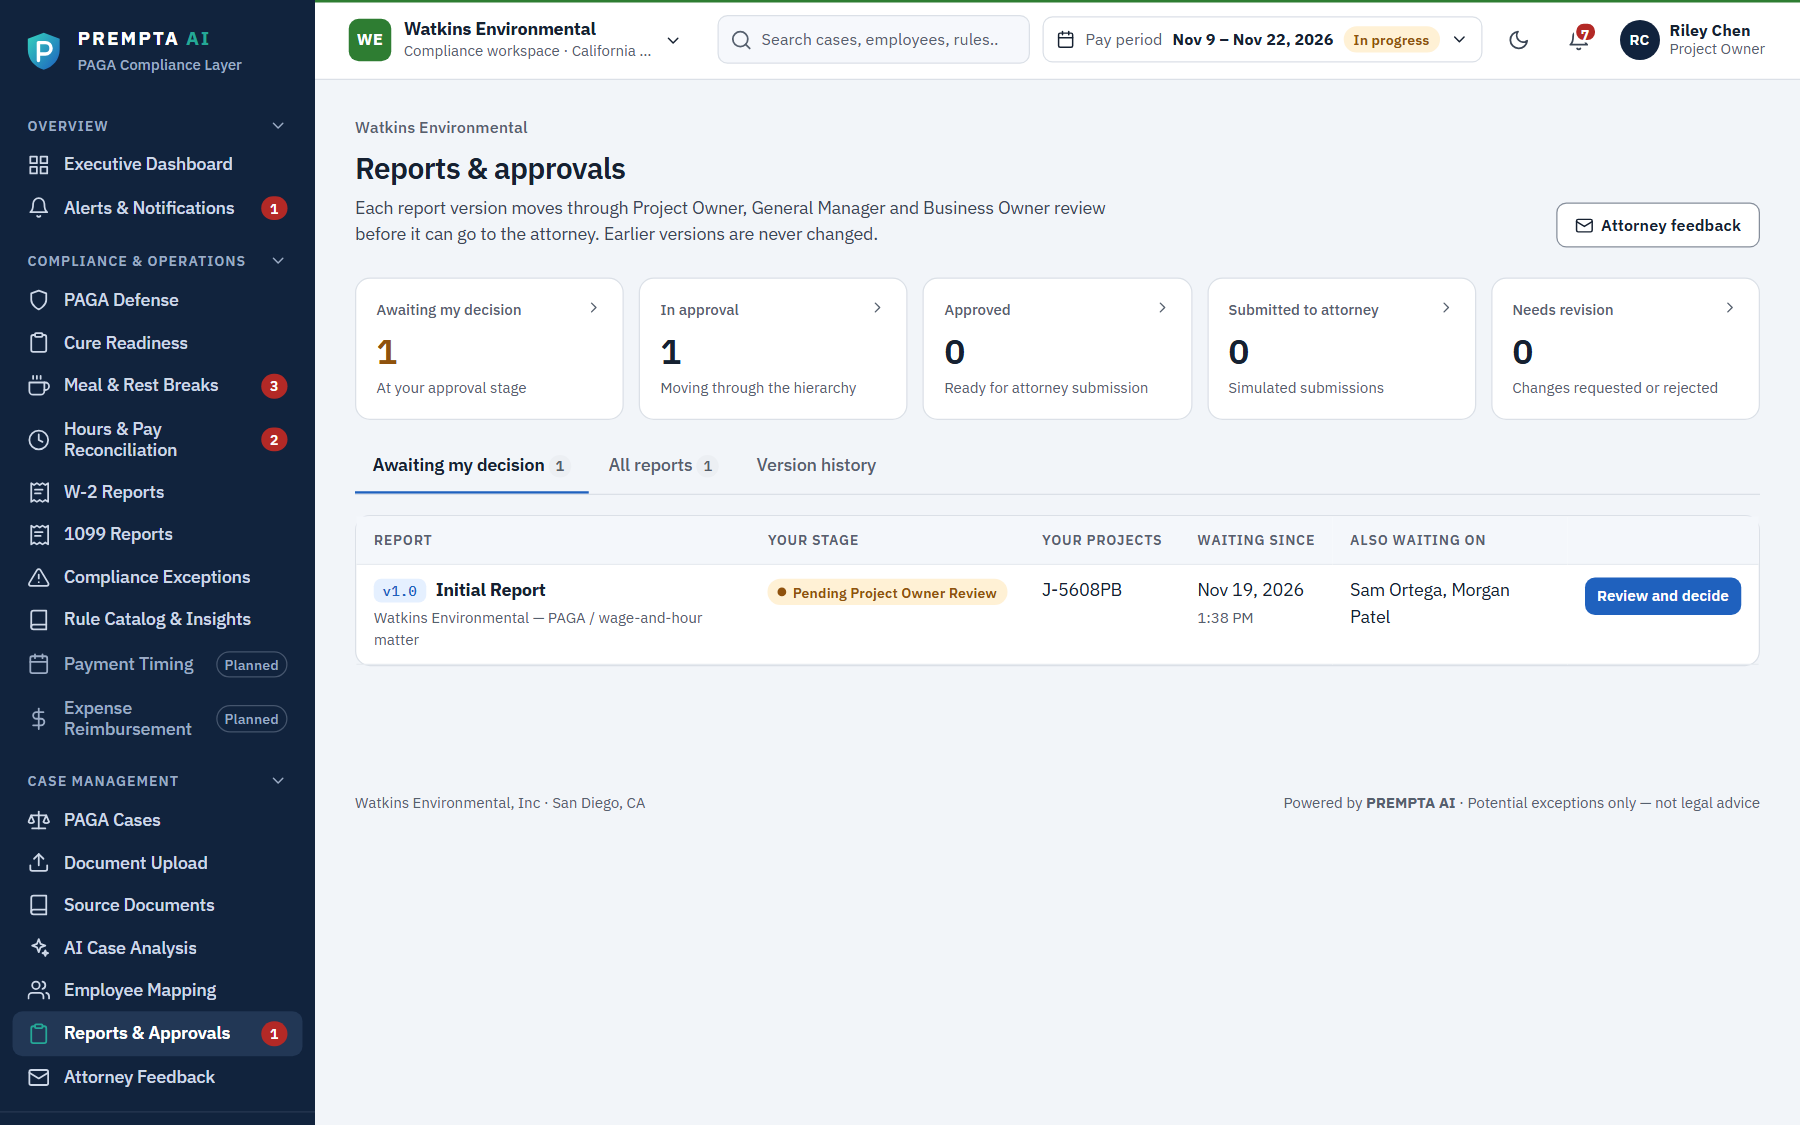 PREMPTA AI
PAGA Compliance Layer
OVERVIEW
Executive Dashboard
Alerts & Notifications 1
COMPLIANCE & OPERATIONS
PAGA Defense
Cure Readiness
Meal & Rest Breaks 3
Hours & Pay
Reconciliation 2
W-2 Reports
1099 Reports
Compliance Exceptions
Rule Catalog & Insights
Payment Timing Planned
Expense
Reimbursement Planned
CASE MANAGEMENT
PAGA Cases
Document Upload
Source Documents
AI Case Analysis
Employee Mapping
Reports & Approvals 1
Attorney Feedback
WE
Watkins Environmental
Compliance workspace · California ...
Search cases, employees, rules..
Pay period Nov 9 – Nov 22, 2026 In progress
7
RC
Riley Chen
Project Owner
Watkins Environmental
Reports & approvals
Each report version moves through Project Owner, General Manager and Business Owner review
before it can go to the attorney. Earlier versions are never changed.
Attorney feedback
Awaiting my decision
1
At your approval stage
In approval
1
Moving through the hierarchy
Approved
0
Ready for attorney submission
Submitted to attorney
0
Simulated submissions
Needs revision
0
Changes requested or rejected
Awaiting my decision 1 All reports 1 Version history
REPORT YOUR STAGE YOUR PROJECTS WAITING SINCE ALSO WAITING ON
v1.0 Initial Report
Watkins Environmental — PAGA / wage-and-hour
matter
Pending Project Owner Review
J-5608PB
Nov 19, 2026
1:38 PM
Sam Ortega, Morgan
Patel
Review and decide
Watkins Environmental, Inc · San Diego, CA
Powered by PREMPTA AI · Potential exceptions only — not legal advice